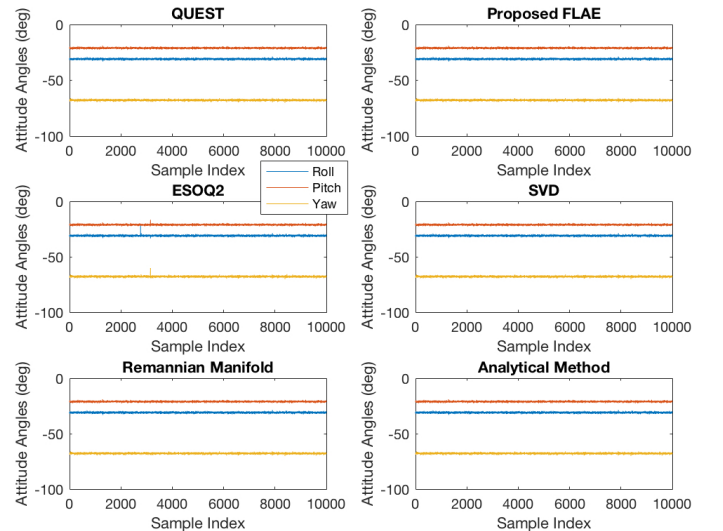 QUEST
Attitude Angles (deg)
0
-50
-100
0 2000 4000 6000 8000 10000
Sample Index
Proposed FLAE
Attitude Angles (deg)
0
-50
-100
0 2000 4000 6000 8000 10000
Sample Index
Roll
Pitch
Yaw
ESOQ2
Attitude Angles (deg)
0
-50
-100
0 2000 4000 6000 8000 10000
Sample Index
SVD
Attitude Angles (deg)
0
-50
-100
0 2000 4000 6000 8000 10000
Sample Index
Remannian Manifold
Attitude Angles (deg)
0
-50
-100
0 2000 4000 6000 8000 10000
Sample Index
Analytical Method
Attitude Angles (deg)
0
-50
-100
0 2000 4000 6000 8000 10000
Sample Index